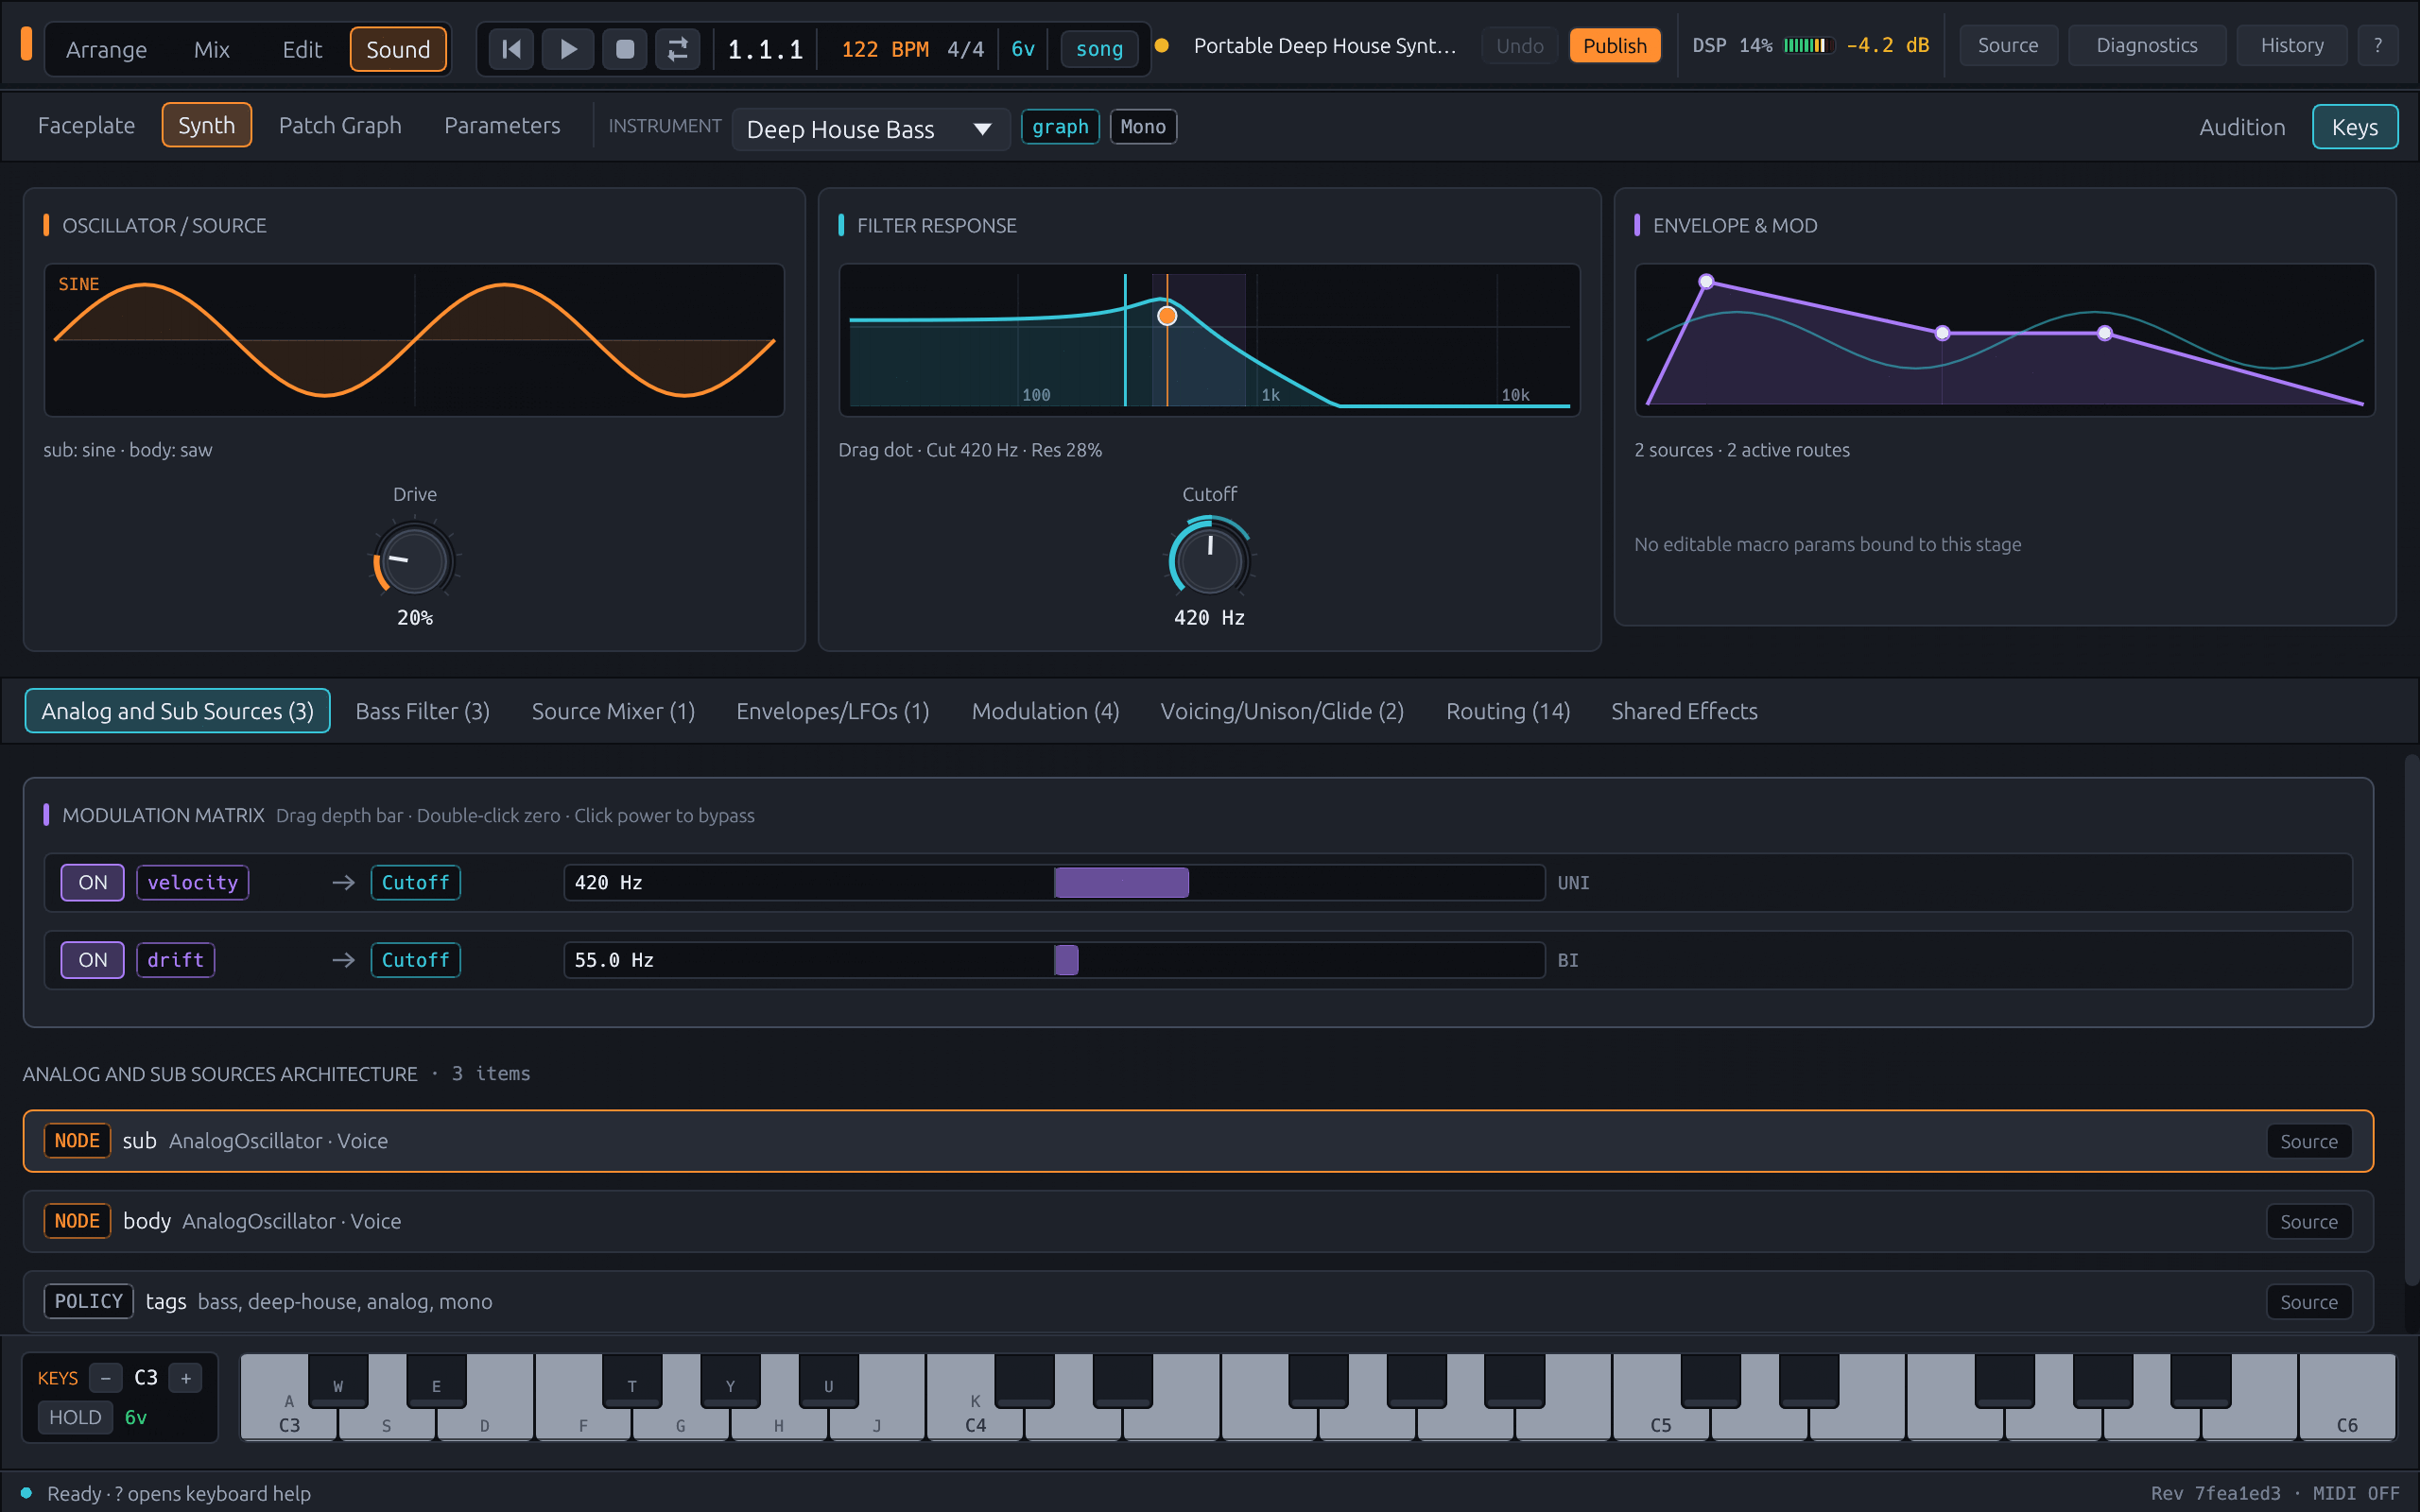 Arrange Mix Edit Sound 1.1.1 122 BPM 4/4 6v song Portable Deep House Synt... Undo Publish DSP 14% -4.2 dB Source Diagnostics History ?
Faceplate Synth Patch Graph Parameters INSTRUMENT Deep House Bass graph Mono Audition Keys
OSCILLATOR / SOURCE
SINE
sub: sine · body: saw
Drive
20%
FILTER RESPONSE
100 1k 10k
Drag dot · Cut 420 Hz · Res 28%
Cutoff
420 Hz
ENVELOPE & MOD
2 sources · 2 active routes
No editable macro params bound to this stage
Analog and Sub Sources (3) Bass Filter (3) Source Mixer (1) Envelopes/LFOs (1) Modulation (4) Voicing/Unison/Glide (2) Routing (14) Shared Effects
MODULATION MATRIX Drag depth bar · Double-click zero · Click power to bypass
ON velocity → Cutoff 420 Hz UNI
ON drift → Cutoff 55.0 Hz BI
ANALOG AND SUB SOURCES ARCHITECTURE · 3 items
NODE sub AnalogOscillator · Voice Source
NODE body AnalogOscillator · Voice Source
POLICY tags bass, deep-house, analog, mono Source
KEYS - C3 +
HOLD 6v
W E T Y U
A K
C3 S D F G H J C4 C5 C6
Ready · ? opens keyboard help Rev 7fea1ed3 · MIDI OFF